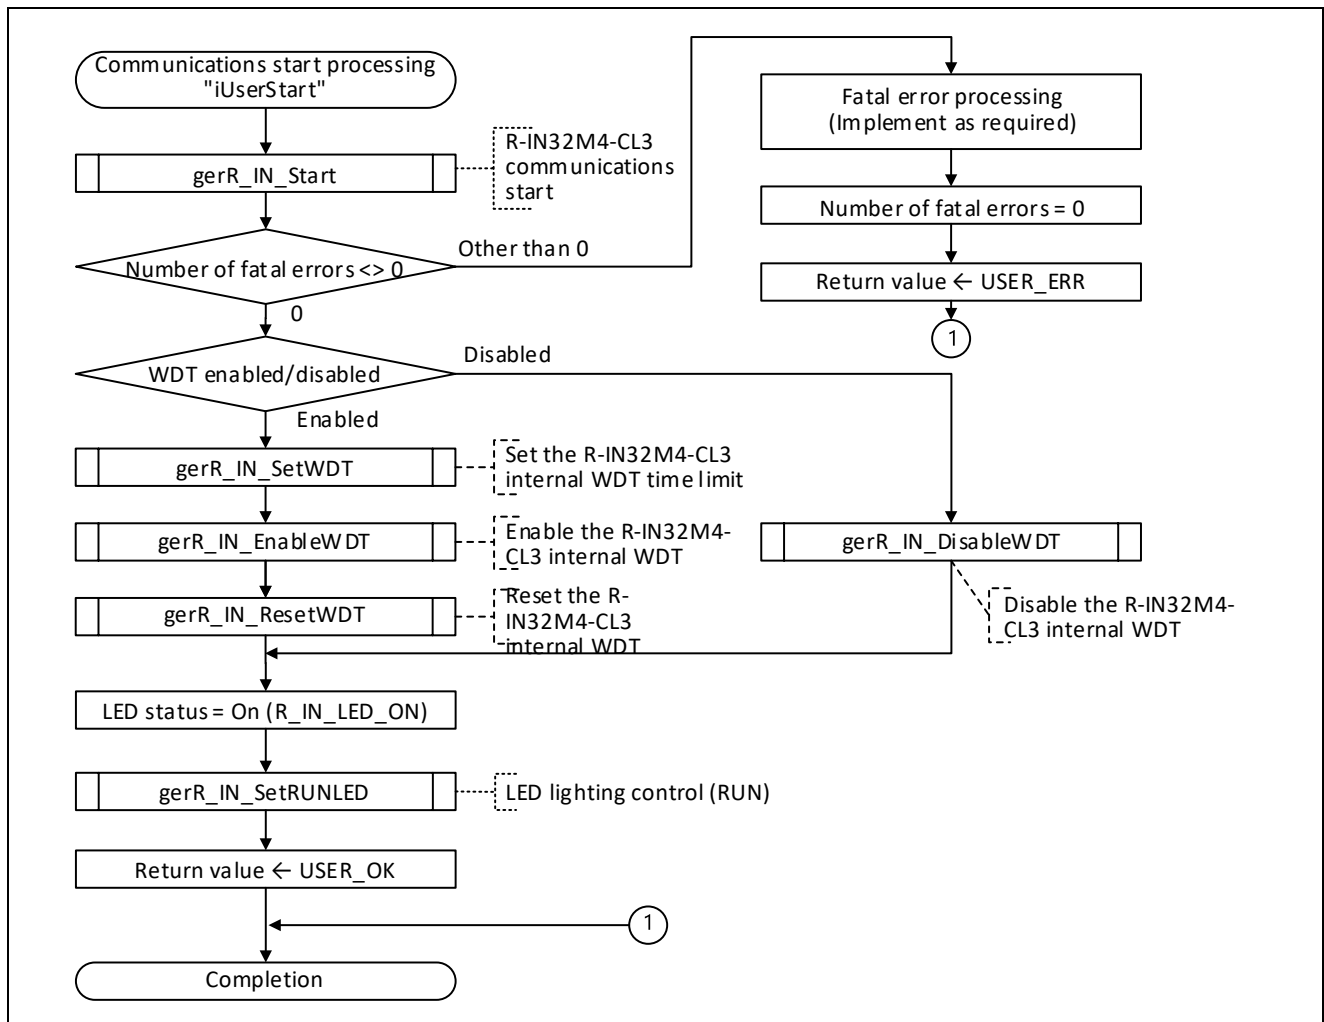 Communications start processing
"iUserStart"
gerR_IN_Start
R-IN32M4-CL3
communications
start
Number of fatal errors <> 0
Other than 0
0
Fatal error processing
(Implement as required)
Number of fatal errors = 0
Return value ← USER_ERR
1
WDT enabled/disabled
Disabled
Enabled
gerR_IN_SetWDT
Set the R-IN32M4-CL3
internal WDT time limit
gerR_IN_EnableWDT
Enable the R-IN32M4-
CL3 internal WDT
gerR_IN_DisableWDT
Disable the R-IN32M4-
CL3 internal WDT
gerR_IN_ResetWDT
Reset the R-
IN32M4-CL3
internal WDT
LED status = On (R_IN_LED_ON)
gerR_IN_SetRUNLED
LED lighting control (RUN)
Return value ← USER_OK
1
Completion